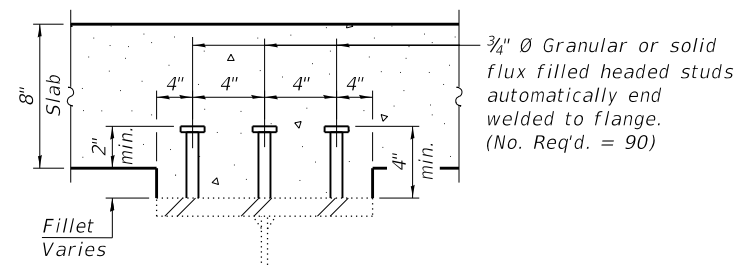 ¾" Ø Granular or solid
flux filled headed studs
automatically end
welded to flange.
(No. Req'd. = 90)
4" 4" 4" 4"
8"
Slab
2"
min.
4"
min.
Fillet
Varies